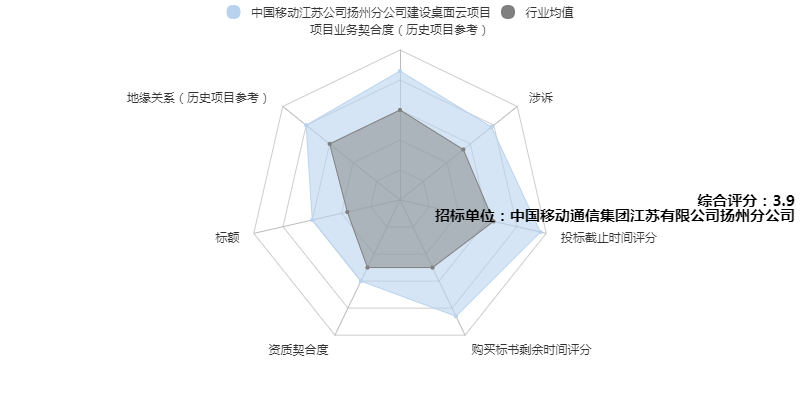 中国移动江苏公司扬州分公司建设桌面云项目 行业均值
项目业务契合度（历史项目参考）
地缘关系（历史项目参考）
涉诉
综合评分：3.9
招标单位：中国移动通信集团江苏有限公司扬州分公司
标额
投标截止时间评分
资质契合度
购买标书剩余时间评分